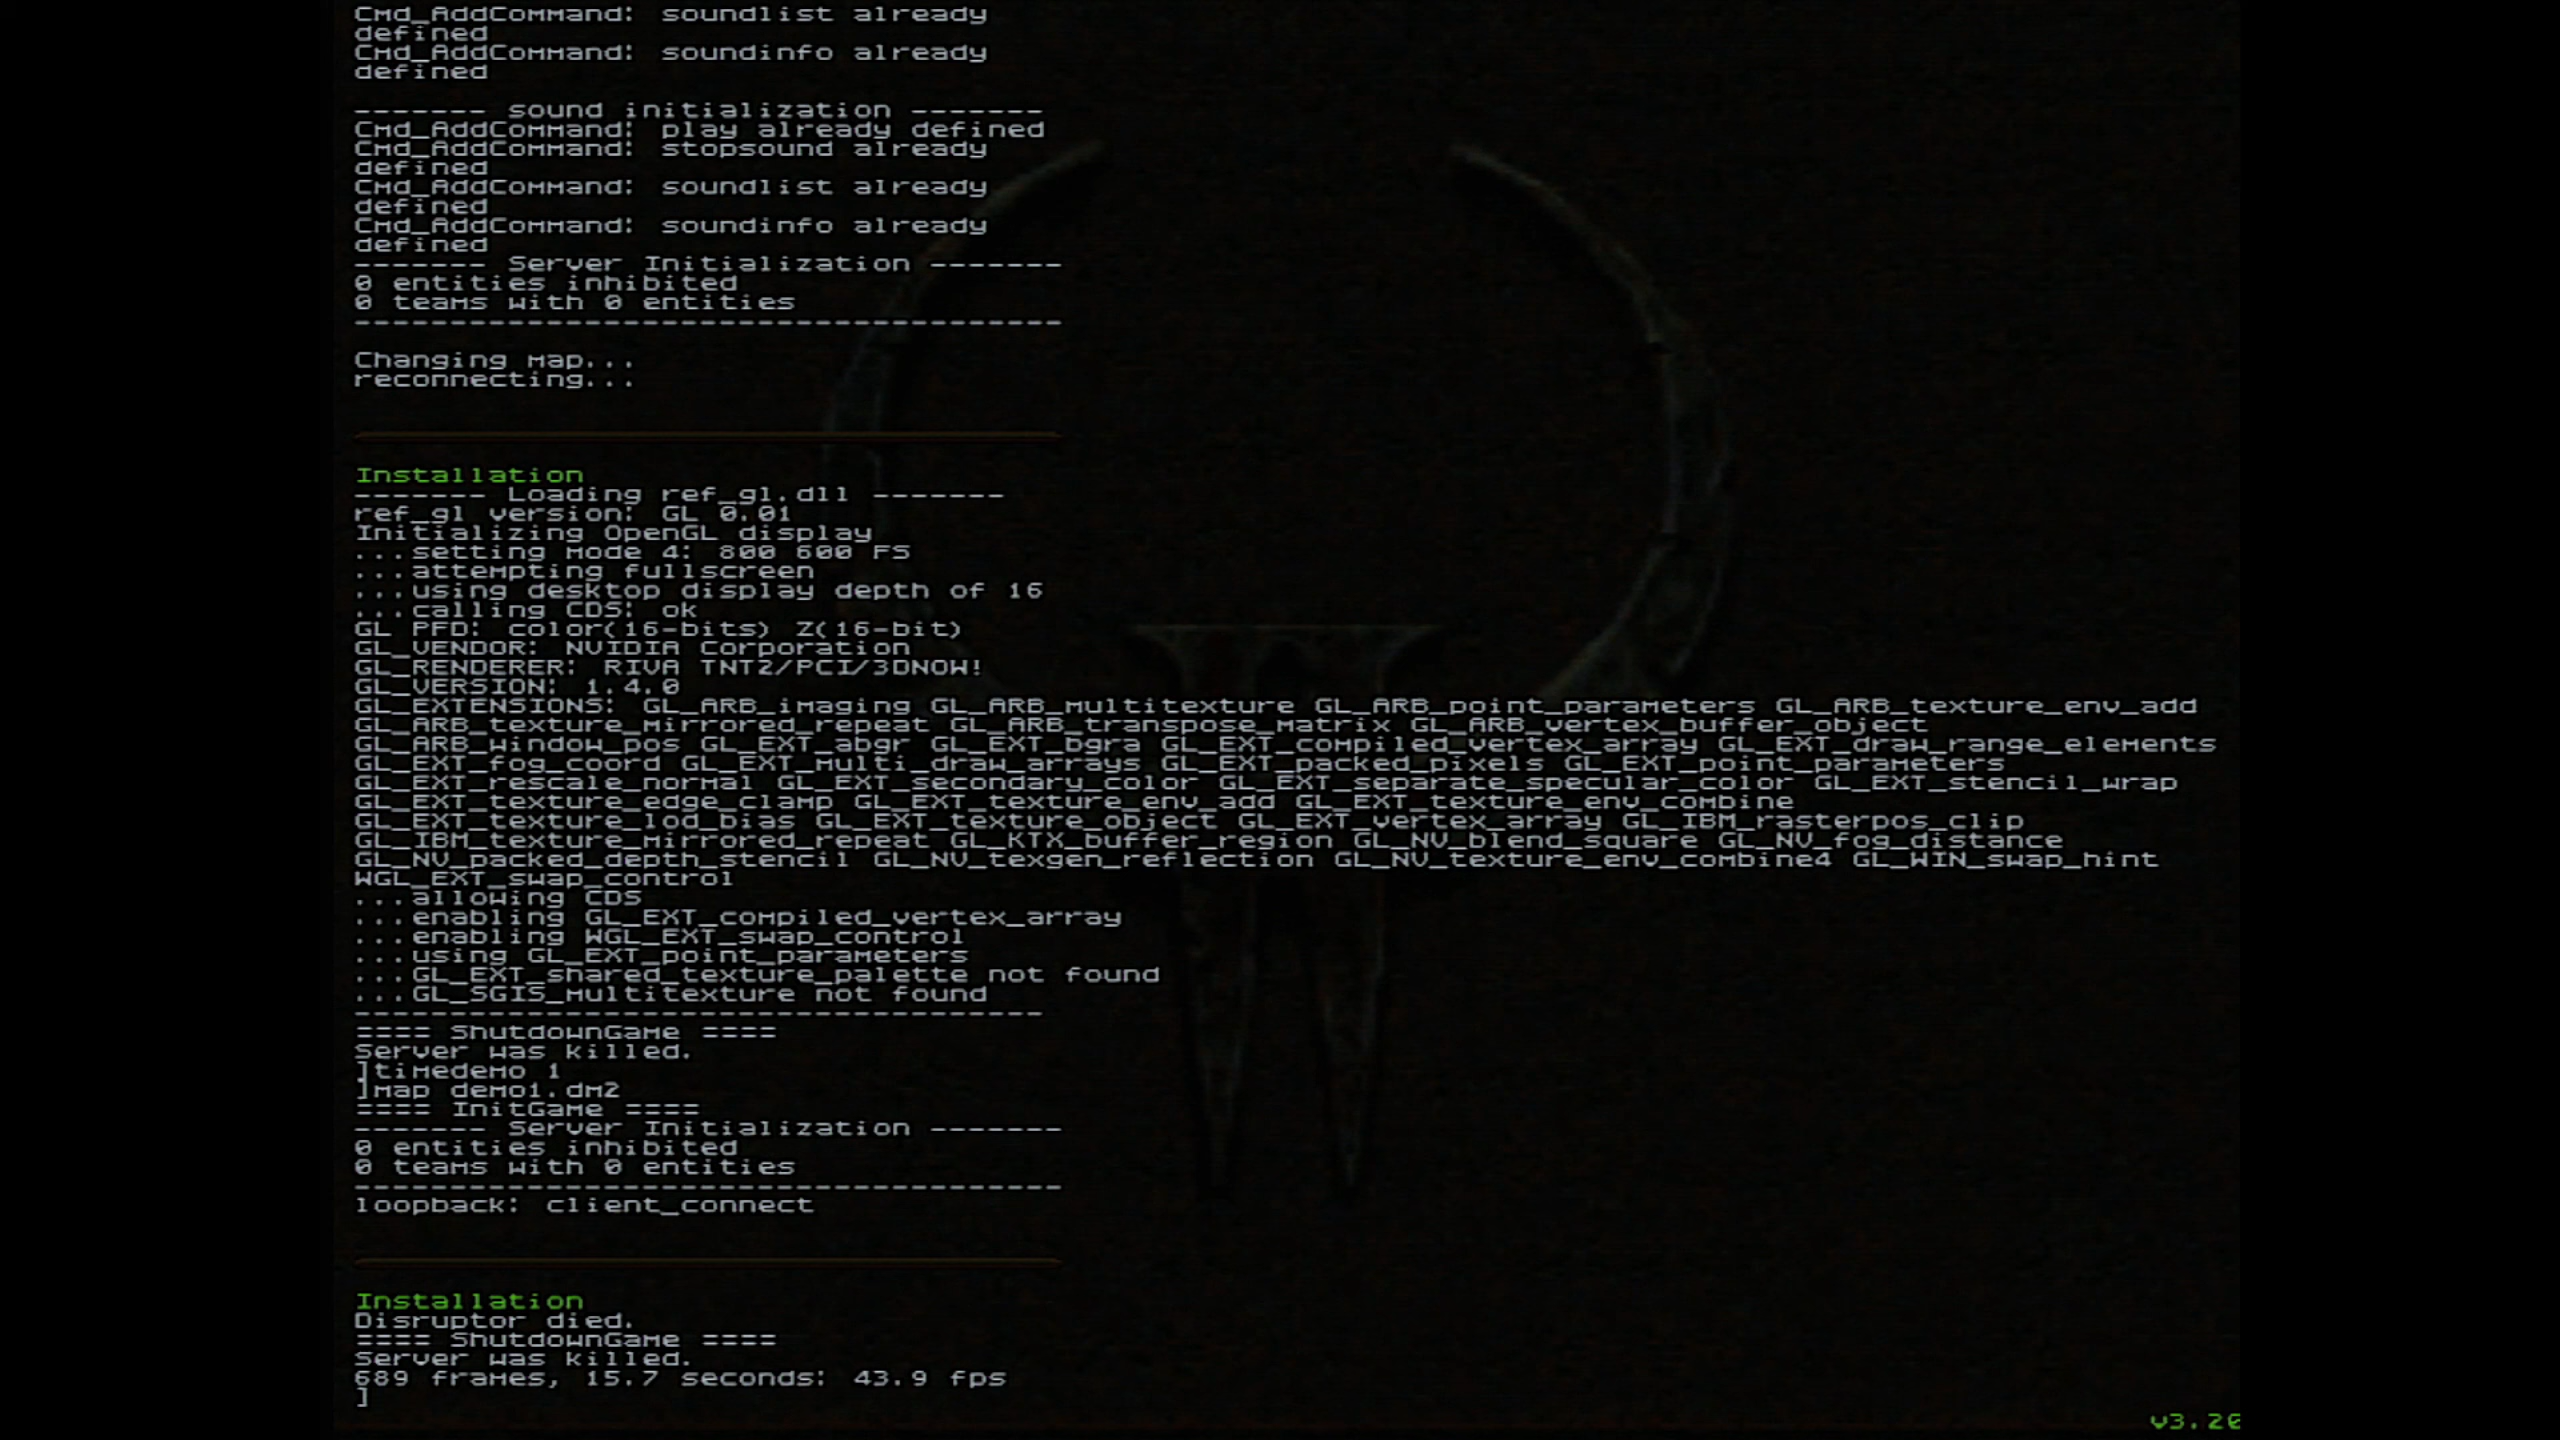 Cmd_AddCommand: soundlist already
defined
Cmd_AddCommand: soundinfo already
defined
------- sound initialization -------
Cmd_AddCommand: play already defined
Cmd_AddCommand: stopsound already
defined
Cmd_AddCommand: soundlist already
defined
Cmd_AddCommand: soundinfo already
defined
------- Server Initialization -------
0 entities inhibited
0 teams with 0 entities
-------------------------------------
Changing map...
reconnecting...
Installation
------- Loading ref_gl.dll -------
ref_gl version: GL 0.01
Initializing OpenGL display
...setting mode 4: 800 600 FS
...attempting fullscreen
...using desktop display depth of 16
...calling CDS: ok
GL PFD: color(16-bits) Z(16-bit)
GL_VENDOR: NVIDIA Corporation
GL_RENDERER: RIVA TNT2/PCI/3DNOW!
GL_VERSION: 1.4.0
GL_EXTENSIONS: GL_ARB_imaging GL_ARB_multitexture GL_ARB_point_parameters GL_ARB_texture_env_add
GL_ARB_texture_mirrored_repeat GL_ARB_transpose_matrix GL_ARB_vertex_buffer_object
GL_ARB_window_pos GL_EXT_abgr GL_EXT_bgra GL_EXT_compiled_vertex_array GL_EXT_draw_range_elements
GL_EXT_fog_coord GL_EXT_multi_draw_arrays GL_EXT_packed_pixels GL_EXT_point_parameters
GL_EXT_rescale_normal GL_EXT_secondary_color GL_EXT_separate_specular_color GL_EXT_stencil_wrap
GL_EXT_texture_edge_clamp GL_EXT_texture_env_add GL_EXT_texture_env_combine
GL_EXT_texture_lod_bias GL_EXT_texture_object GL_EXT_vertex_array GL_IBM_rasterpos_clip
GL_IBM_texture_mirrored_repeat GL_KTX_buffer_region GL_NV_blend_square GL_NV_fog_distance
GL_NV_packed_depth_stencil GL_NV_texgen_reflection GL_NV_texture_env_combine4 GL_WIN_swap_hint
WGL_EXT_swap_control
...allowing CDS
...enabling GL_EXT_compiled_vertex_array
...enabling WGL_EXT_swap_control
...using GL_EXT_point_parameters
...GL_EXT_shared_texture_palette not found
...GL_SGIS_multitexture not found
------------------------------------
==== ShutdownGame ====
Server was killed.
]timedemo 1
]map demo1.dm2
==== InitGame ====
------- Server Initialization -------
0 entities inhibited
0 teams with 0 entities
-------------------------------------
loopback: client_connect
Installation
Disruptor died.
==== ShutdownGame ====
Server was killed.
689 frames, 15.7 seconds: 43.9 fps
]
v3.20